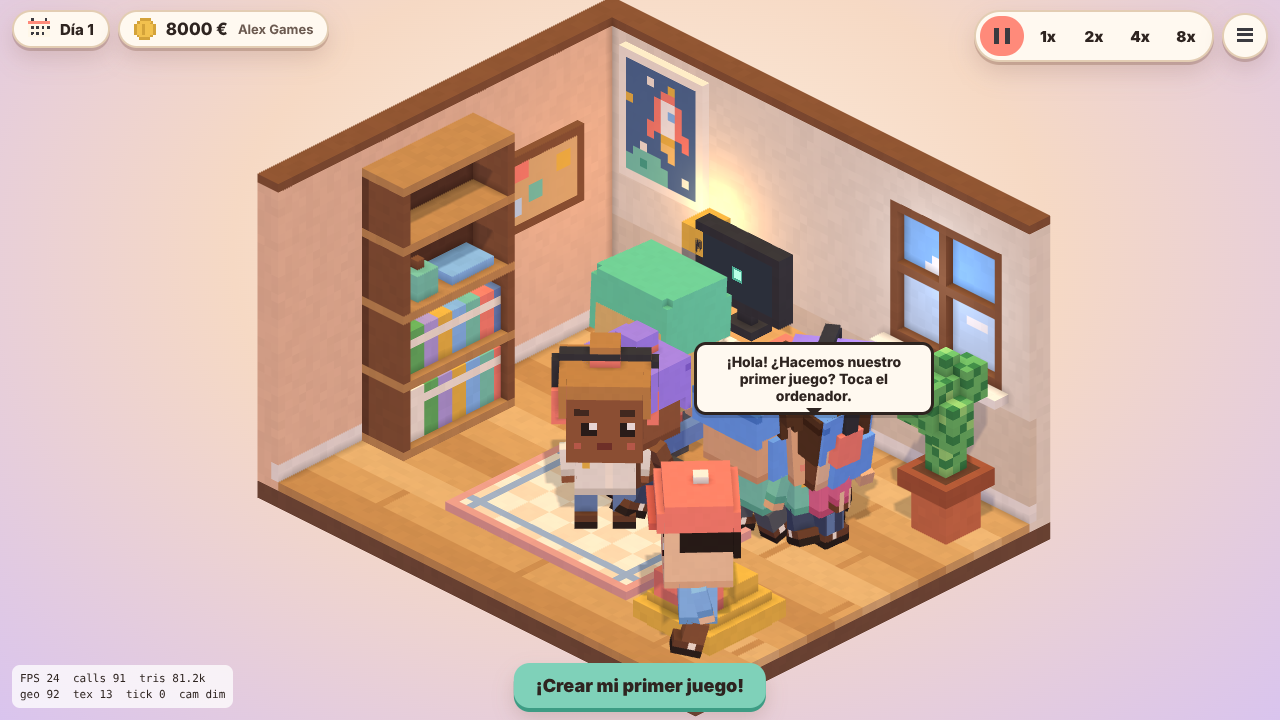 Día 1
8000 € Alex Games
1x 2x 4x 8x
¡Hola! ¿Hacemos nuestro
primer juego? Toca el
ordenador.
¡Crear mi primer juego!
FPS 24 calls 91 tris 81.2k
geo 92 tex 13 tick 0 cam dim